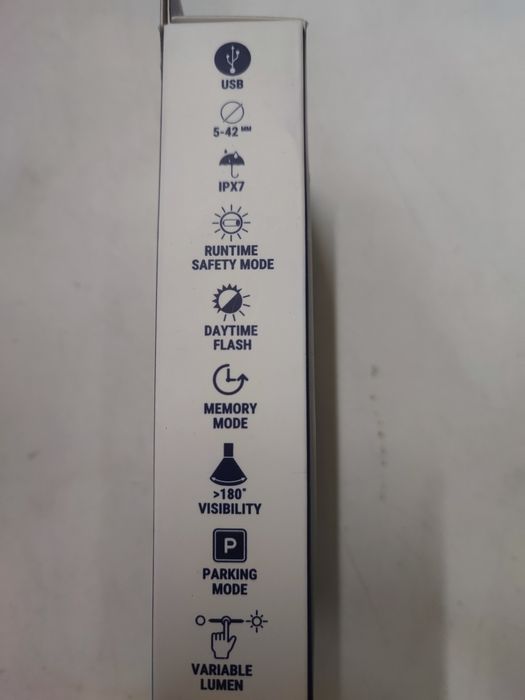 USB
5-42 MM
IPX7
RUNTIME
SAFETY MODE
DAYTIME
FLASH
MEMORY
MODE
>180°
VISIBILITY
P
PARKING
MODE
VARIABLE
LUMEN